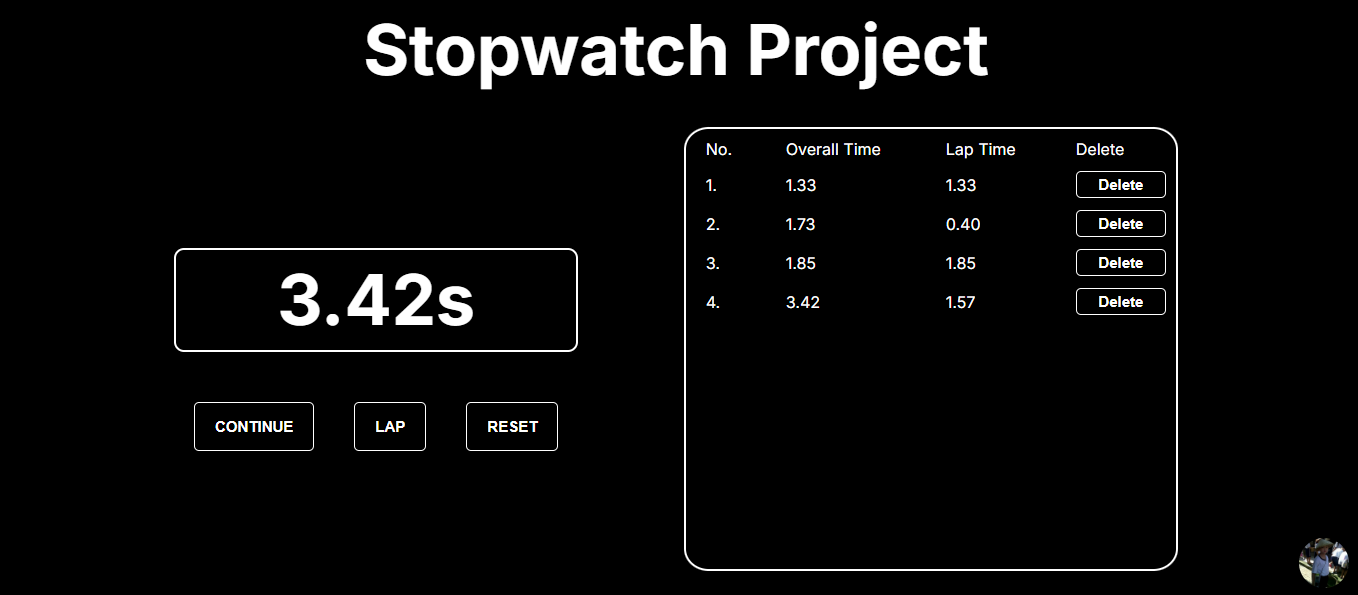 Stopwatch Project
3.42s
CONTINUE LAP RESET
No. Overall Time Lap Time Delete
1. 1.33 1.33 Delete
2. 1.73 0.40 Delete
3. 1.85 1.85 Delete
4. 3.42 1.57 Delete